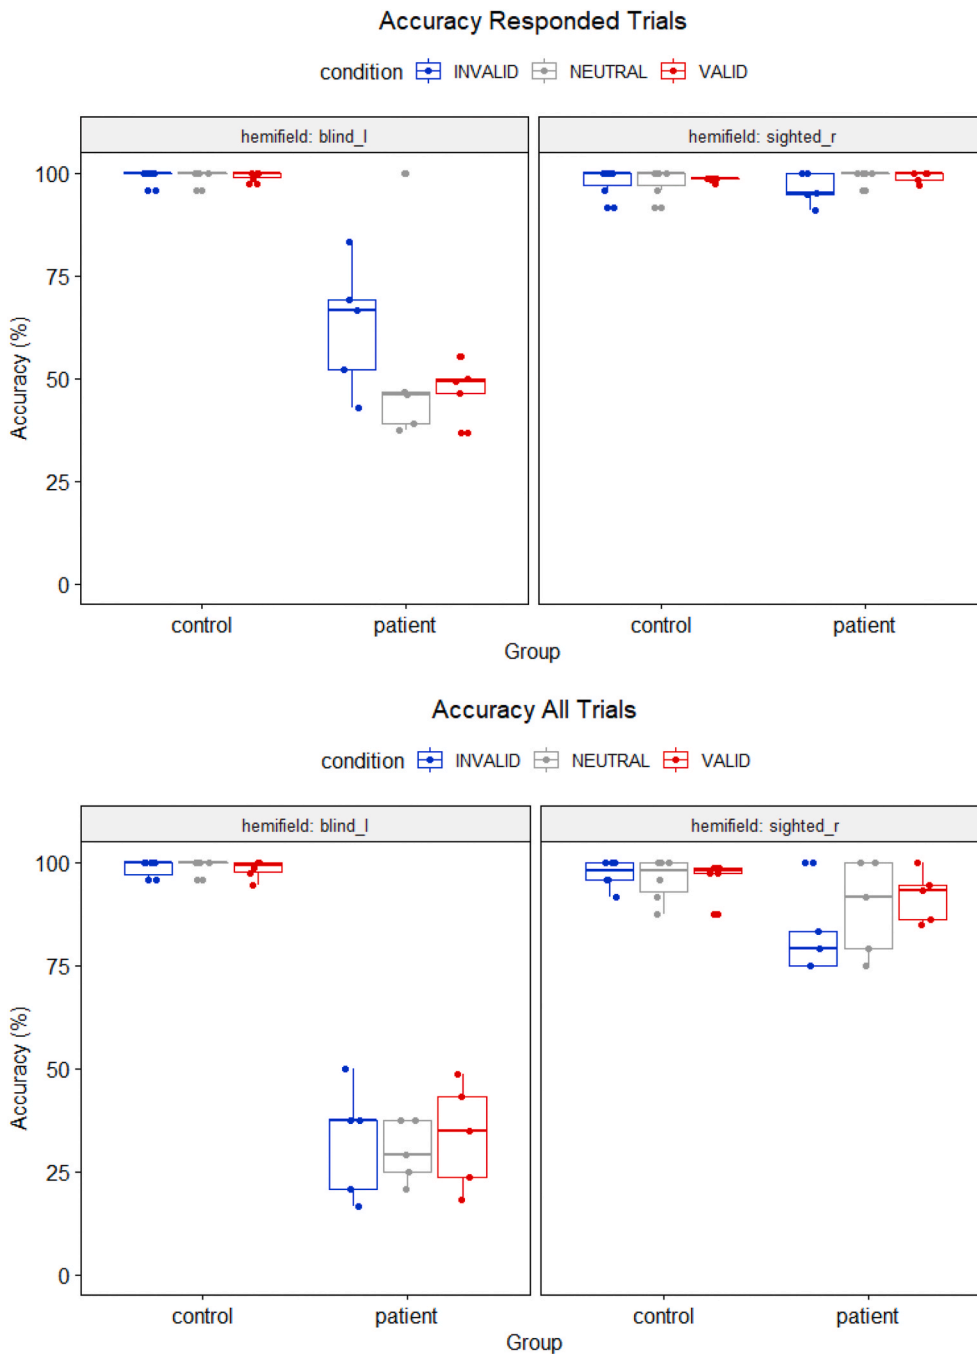 Accuracy Responded Trials
condition INVALID NEUTRAL VALID
hemifield: blind_l
hemifield: sighted_r
Accuracy (%)
100
75
50
25
0
control patient control patient
Group
Accuracy All Trials
condition INVALID NEUTRAL VALID
hemifield: blind_l
hemifield: sighted_r
Accuracy (%)
100
75
50
25
0
control patient control patient
Group